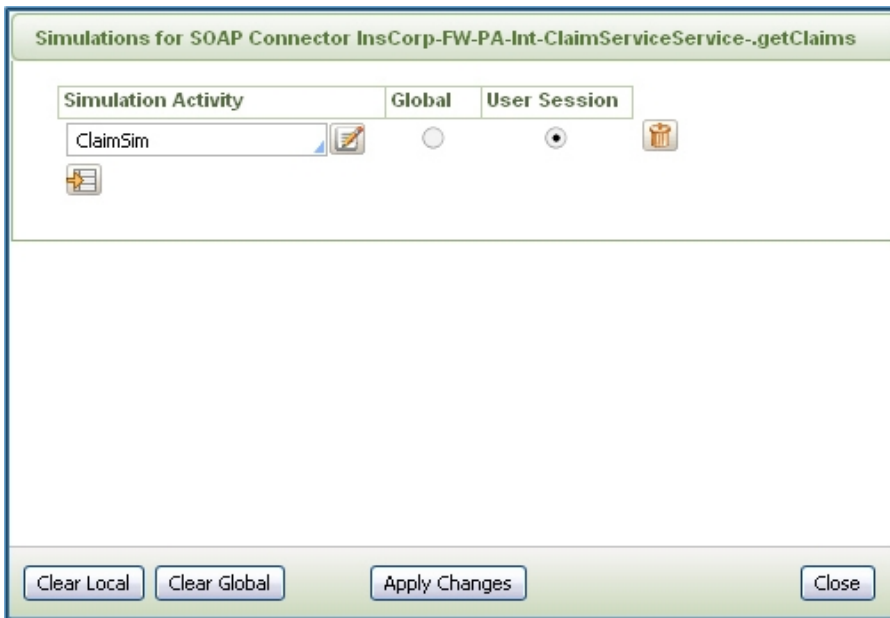 Simulations for SOAP Connector InsCorp-FW-PA-Int-ClaimServiceService-.getClaims
Simulation Activity Global User Session
ClaimSim
Clear Local Clear Global Apply Changes Close